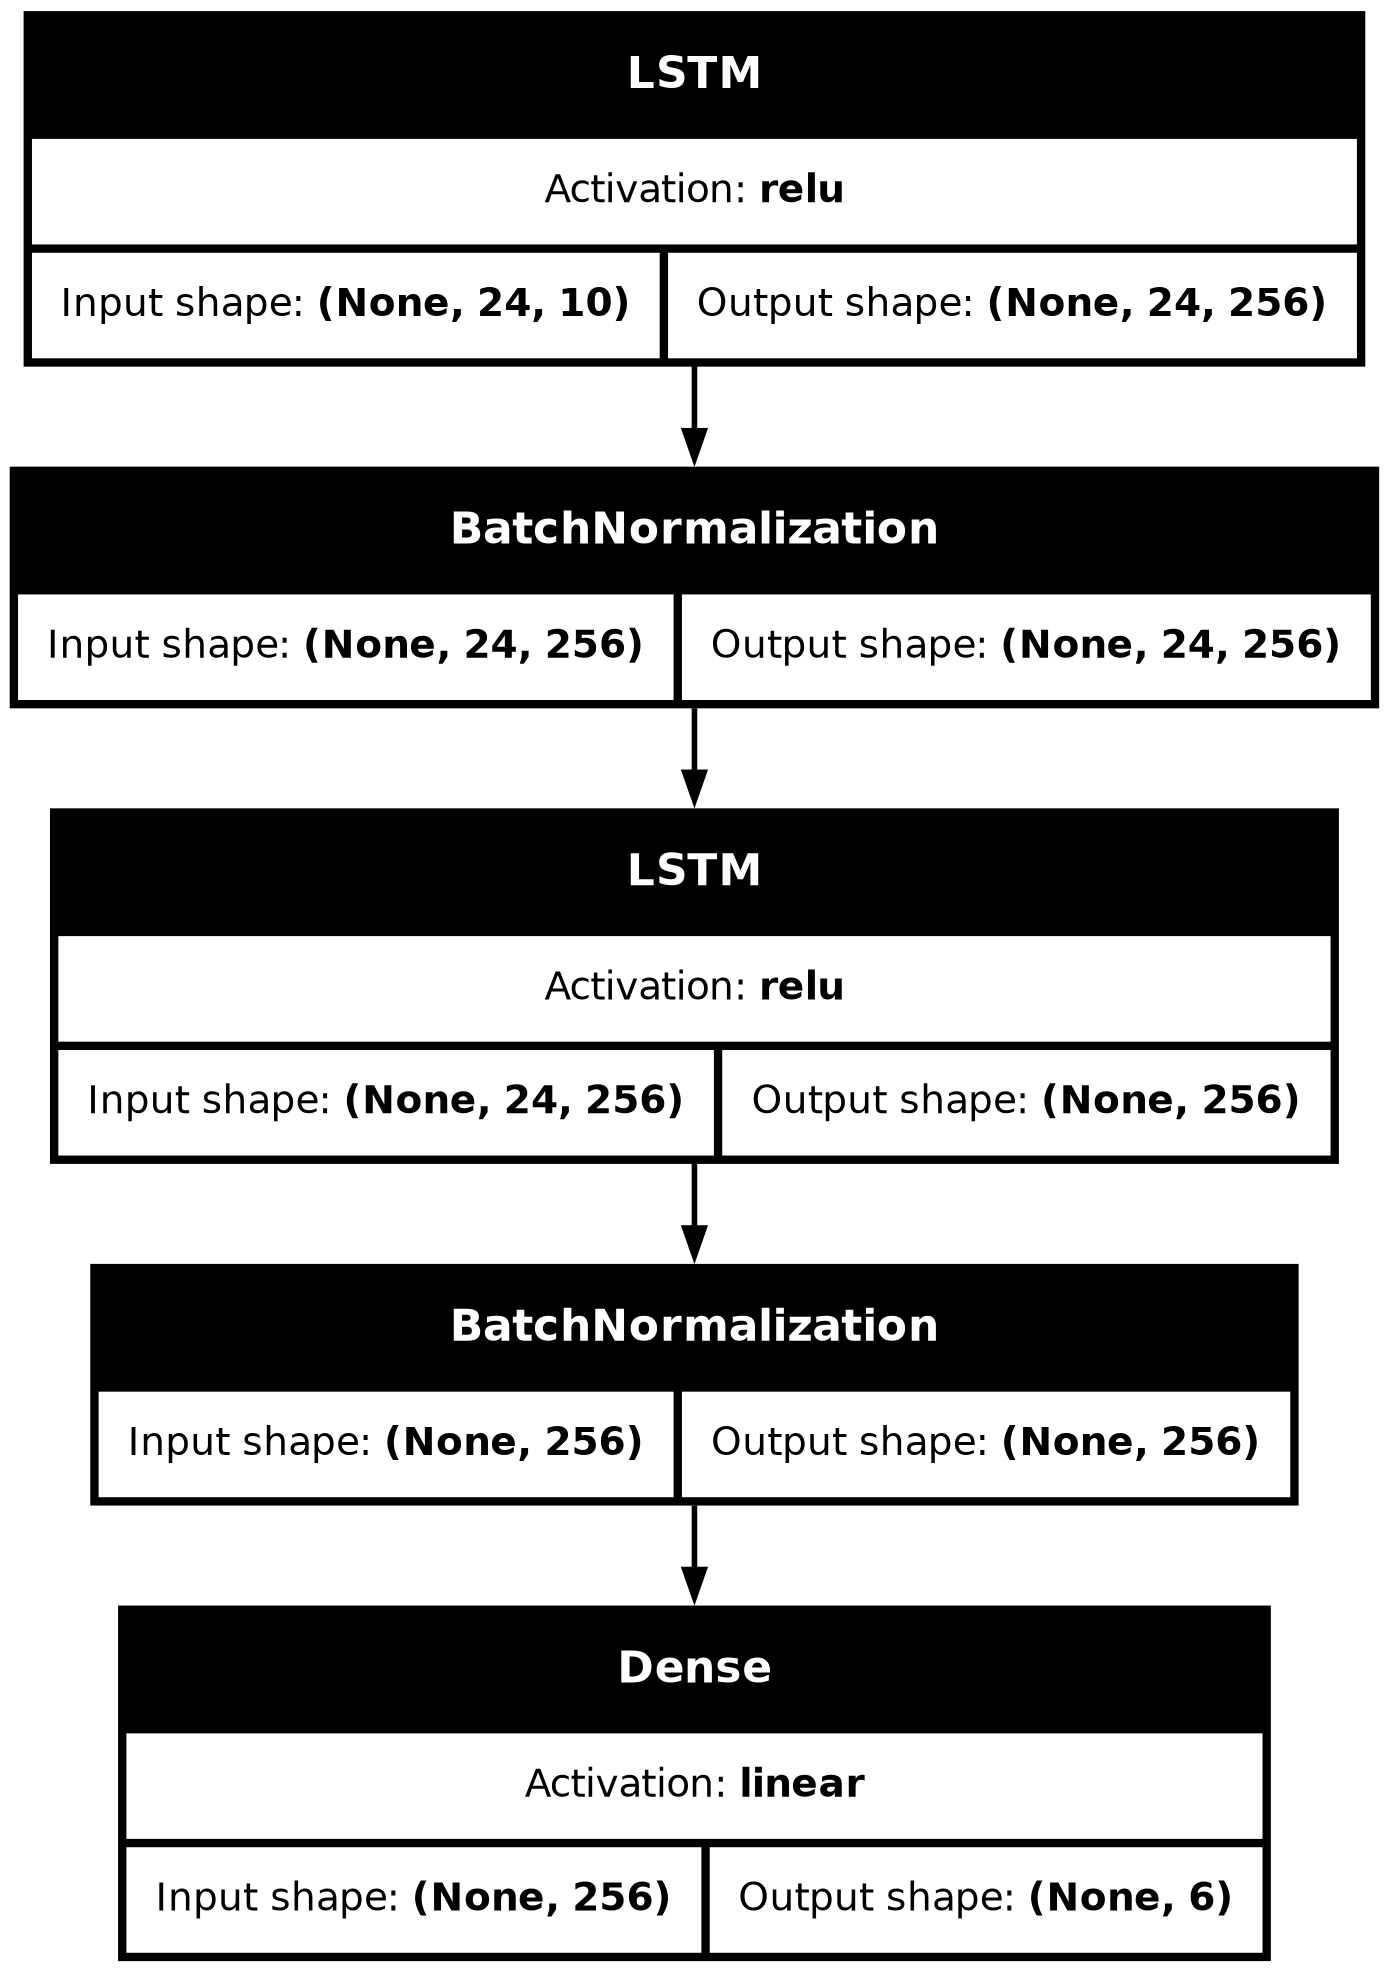 LSTM
Activation: relu
Input shape: (None, 24, 10) Output shape: (None, 24, 256)
BatchNormalization
Input shape: (None, 24, 256) Output shape: (None, 24, 256)
LSTM
Activation: relu
Input shape: (None, 24, 256) Output shape: (None, 256)
BatchNormalization
Input shape: (None, 256) Output shape: (None, 256)
Dense
Activation: linear
Input shape: (None, 256) Output shape: (None, 6)